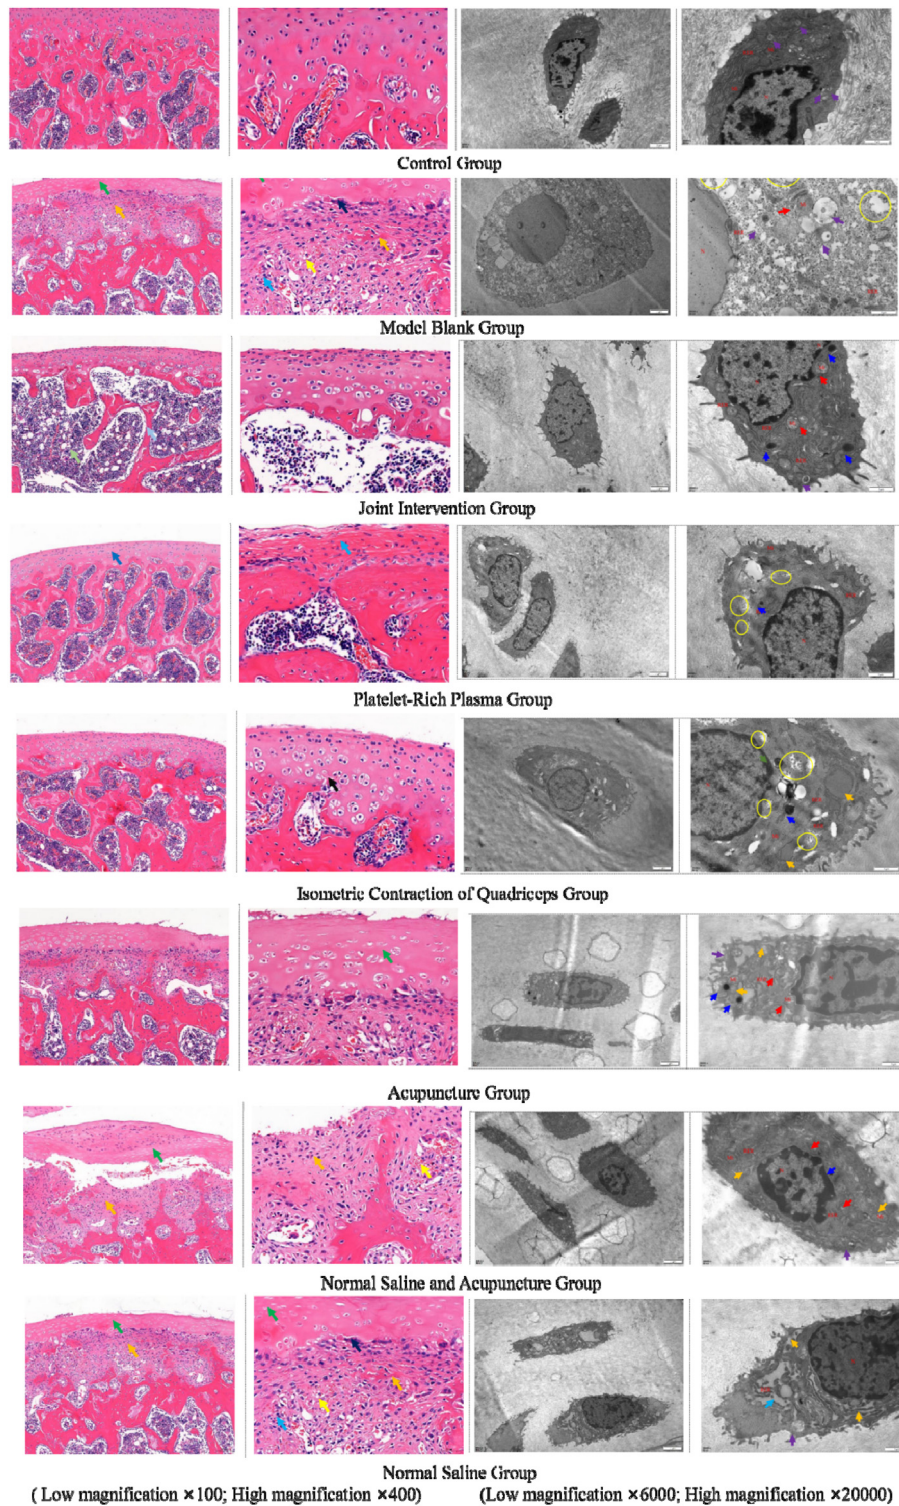 Control Group
Model Blank Group
Joint Intervention Group
Platelet-Rich Plasma Group
Isometric Contraction of Quadriceps Group
Acupuncture Group
Normal Saline and Acupuncture Group
Normal Saline Group
( Low magnification ×100; High magnification ×400) (Low magnification ×6000; High magnification ×20000)